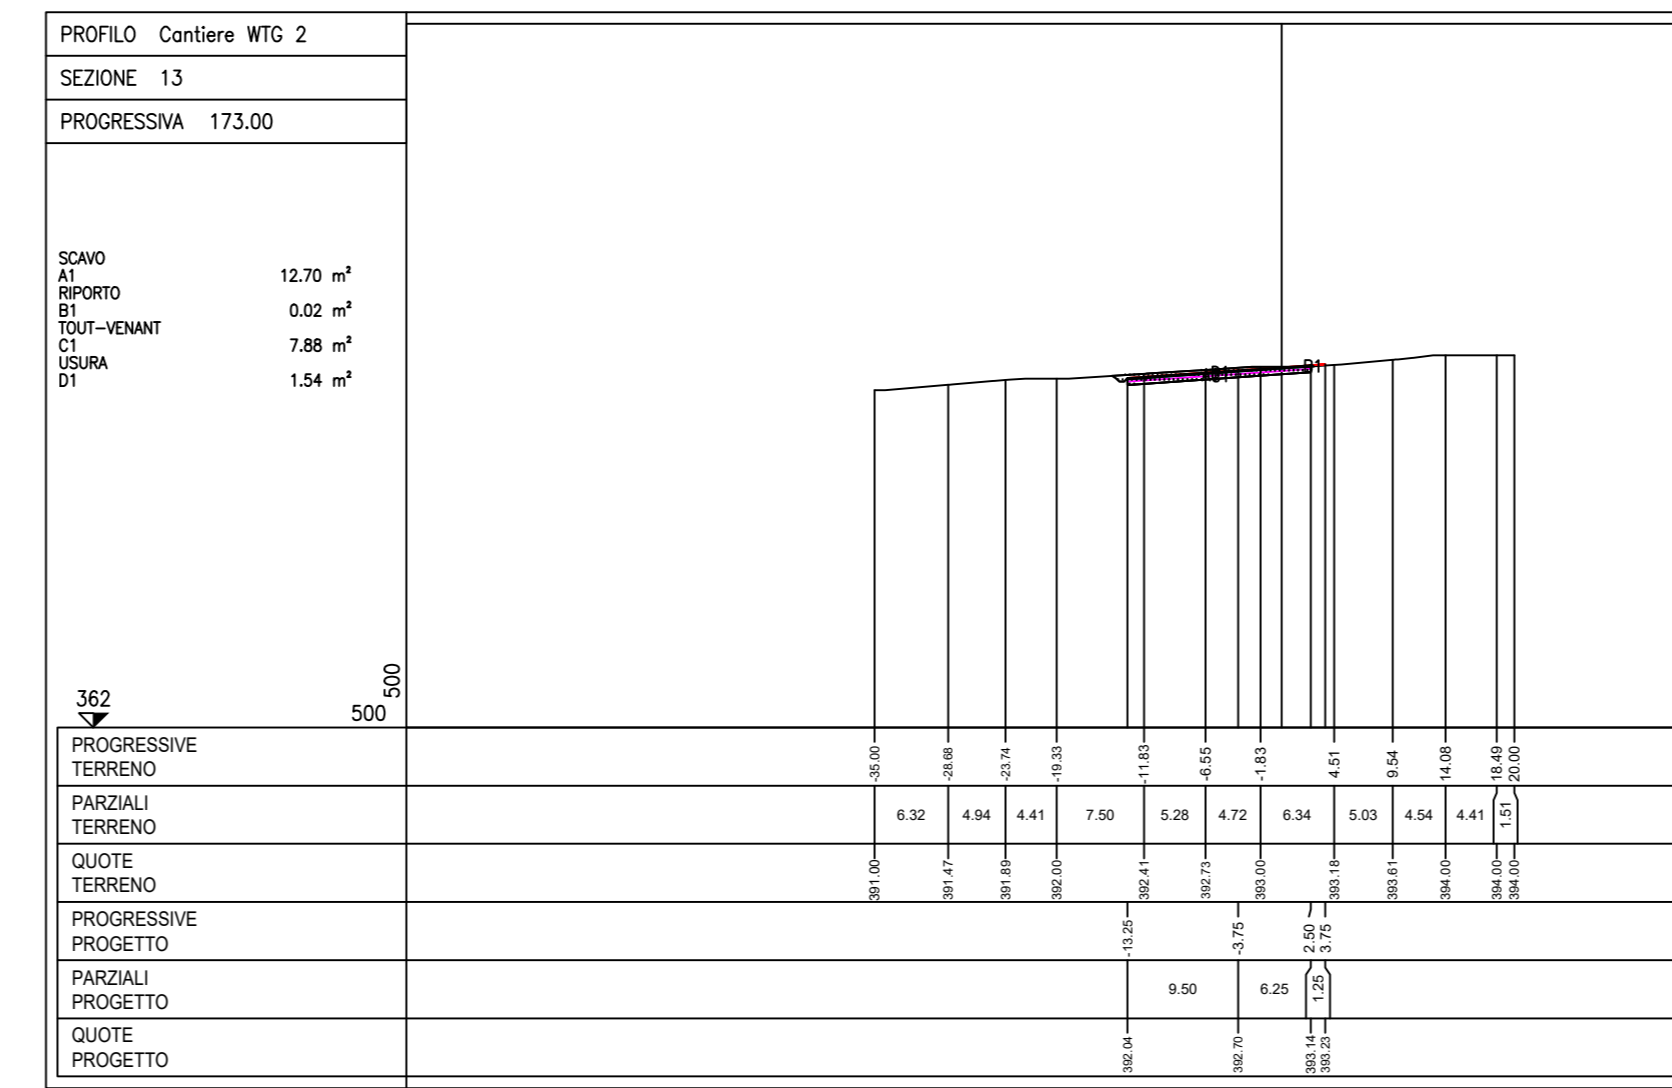 PROFILO Cantiere WTG 2
SEZIONE 13
PROGRESSIVA 173.00
SCAVO
A1 12.70 m²
RIPORTO
B1 0.02 m²
TOUT-VENANT
C1 7.88 m²
USURA
D1 1.54 m²
B1
362
500
500
PROGRESSIVE
TERRENO
-35.00 -28.68 -23.74 -19.33 -11.83 -6.55 -1.83 4.51 9.54 14.08 18.49 20.00
PARZIALI
TERRENO
6.32 4.94 4.41 7.50 5.28 4.72 6.34 5.03 4.54 4.41 1.51
QUOTE
TERRENO
391.00 391.47 391.89 392.00 392.41 392.73 393.00 393.18 393.61 394.00 394.00 394.00
PROGRESSIVE
PROGETTO
-13.25 -3.75 2.50 3.75
PARZIALI
PROGETTO
9.50 6.25 1.25
QUOTE
PROGETTO
392.04 392.70 393.14 393.23